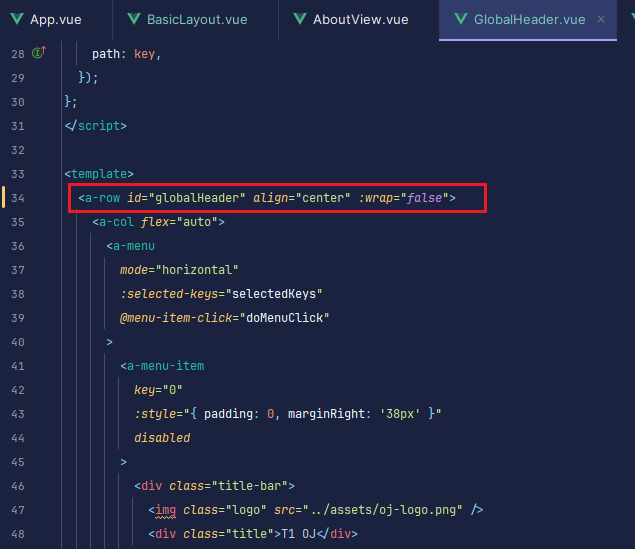 App.vue BasicLayout.vue AboutView.vue GlobalHeader.vue ×
28 path: key,
29 });
30 };
31 </script>
32
33 <template>
34 <a-row id="globalHeader" align="center" :wrap="false">
35 <a-col flex="auto">
36 <a-menu
37 mode="horizontal"
38 :selected-keys="selectedKeys"
39 @menu-item-click="doMenuClick"
40 >
41 <a-menu-item
42 key="0"
43 :style="{ padding: 0, marginRight: '38px' }"
44 disabled
45 >
46 <div class="title-bar">
47 <img class="logo" src="../assets/oj-logo.png" />
48 <div class="title">T1 OJ</div>